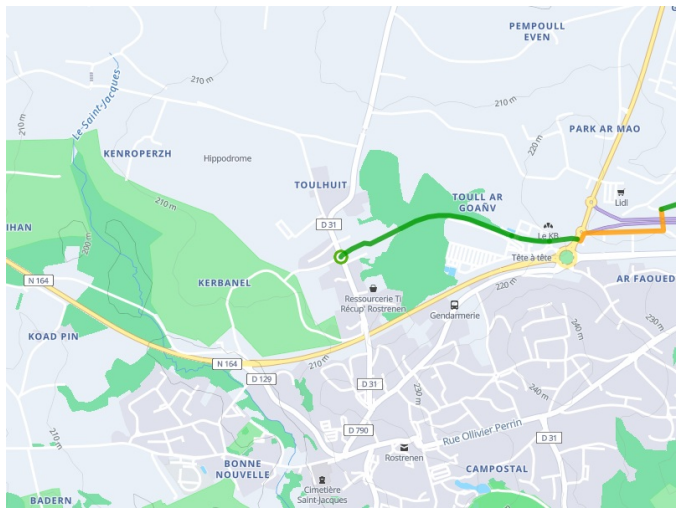 PEMPOULL
EVEN
Le Saint-Jacques
210 m
210 m
210 m
210 m
220 m
PARK AR MAO
KENROPERZH
Hippodrome
TOULHUIT
TOULL AR
GOAÑV
Lidl
210 m
IHAN
D 31
Le KB
Tête à tête
200 m
N 164
KERBANEL
AR FAOUED
220 m
Ressourcerie Ti
Récup' Rostrenen
Gendarmerie
KOAD PIN
240 m
230 m
N 164
210 m
D 129
D 31
230 m
240 m
210 m
D 790
Rue Ollivier Perrin
D 31
Rostrenen
BONNE
NOUVELLE
CAMPOSTAL
BADERN
Cimetière
Saint-Jacques